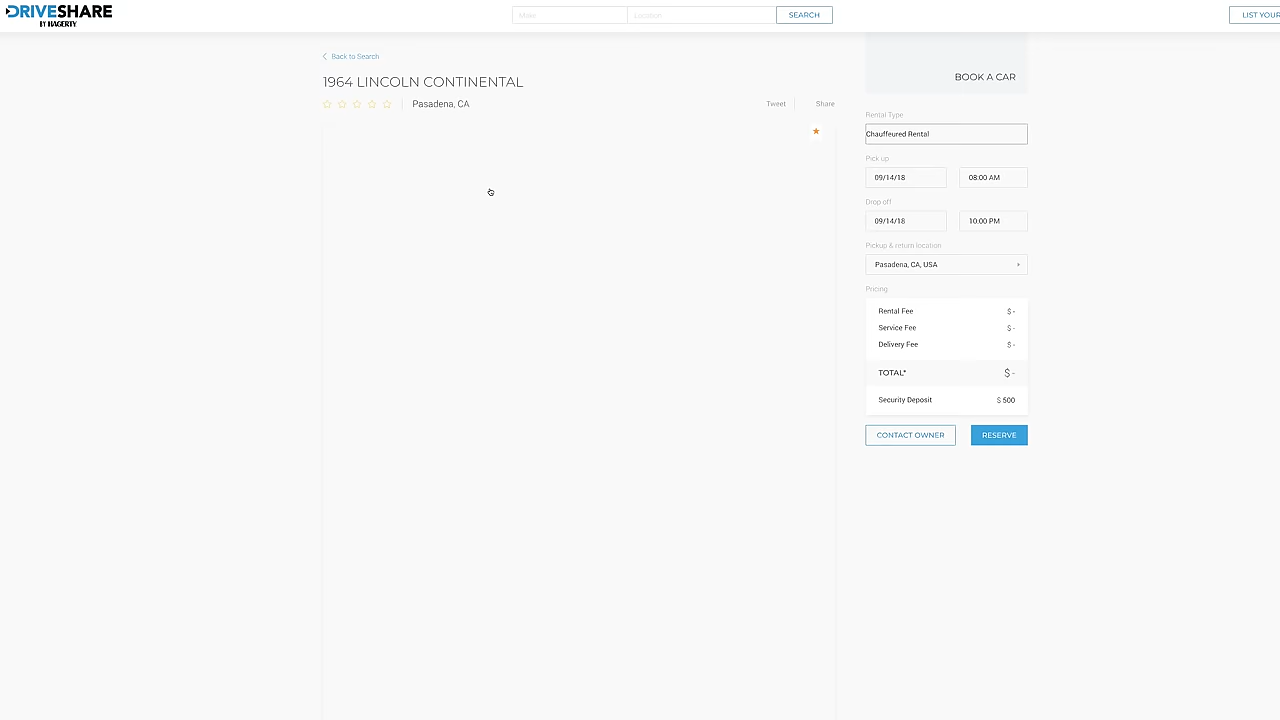 DRIVESHARE
BY HAGERTY
Make
Location
SEARCH
LIST YOUR
Back to Search
1964 LINCOLN CONTINENTAL
Pasadena, CA
Tweet
Share
BOOK A CAR
Rental Type
Chauffeured Rental
Pick up
09/14/18
08:00 AM
Drop off
09/14/18
10:00 PM
Pickup & return location
Pasadena, CA, USA
Pricing
Rental Fee $ -
Service Fee $ -
Delivery Fee $ -
TOTAL* $ -
Security Deposit $ 500
CONTACT OWNER
RESERVE